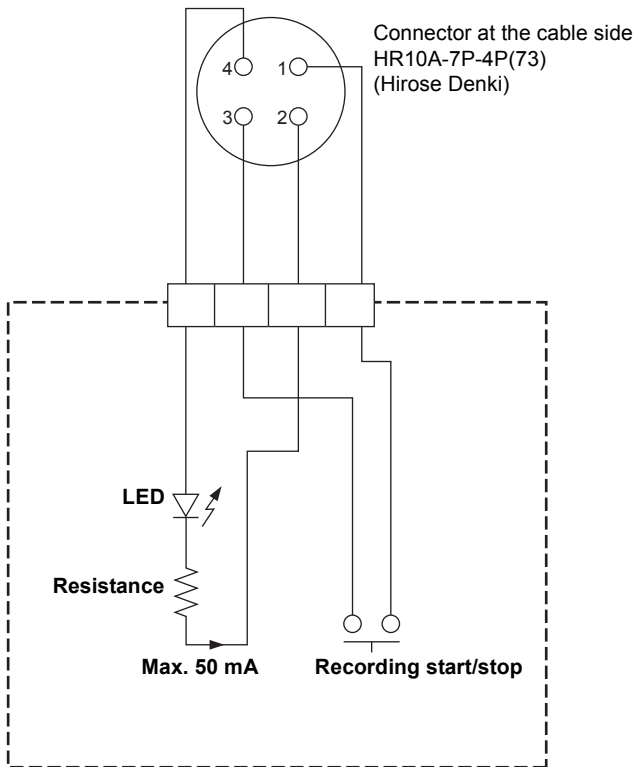 Connector at the cable side
HR10A-7P-4P(73)
(Hirose Denki)
4 1
3 2
LED
Resistance
Max. 50 mA Recording start/stop